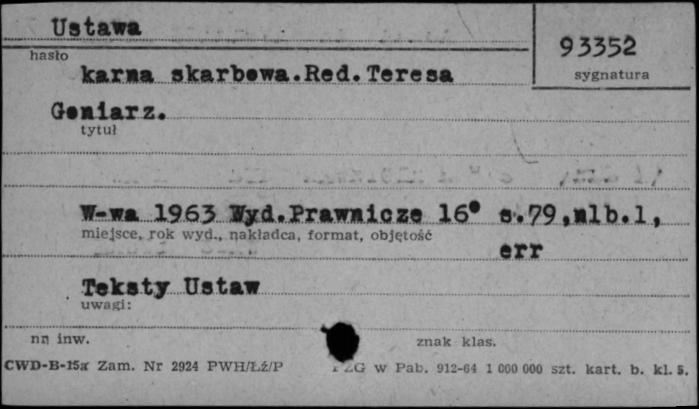 Ustawa
hasło
93352
sygnatura
karna skarbowa.Red.Teresa
Geniarz.
tytuł
W-wa 1963 Wyd.Prawnicze 16° s.79,nlb.1,
miejsce, rok wyd., nakładca, format, objętość
err
Teksty Ustaw
uwagi:
nr inw.
znak klas.
CWD-B-15a Zam. Nr 2924 PWH/Łź/P
PZG w Pab. 912-64 1 000 000 szt. kart. b. kl. 5.